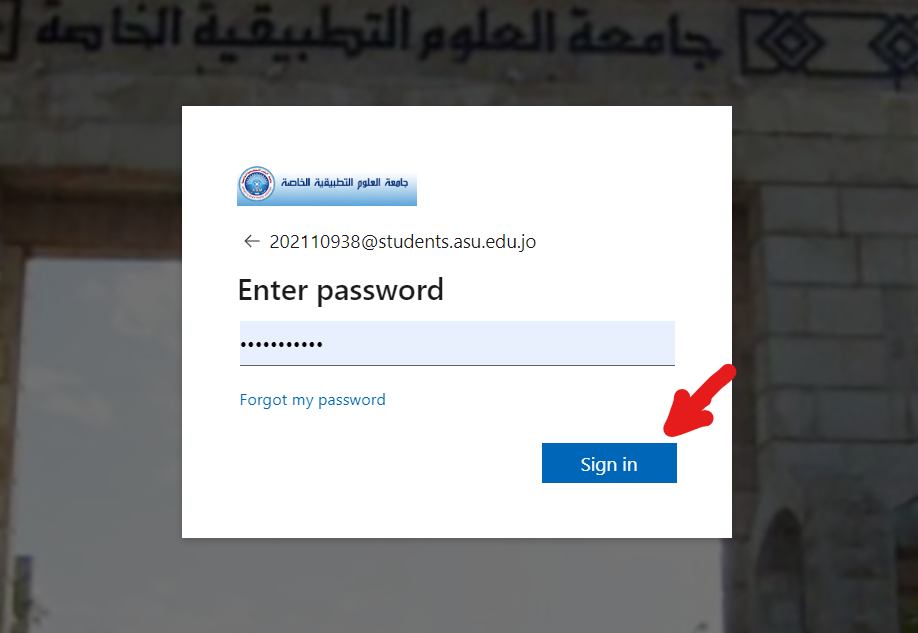 جامعة العلوم التطبيقية الخاصة
جامعة العلوم التطبيقية الخاصة
202110938@students.asu.edu.jo
Enter password
•••••••••••
Forgot my password
Sign in